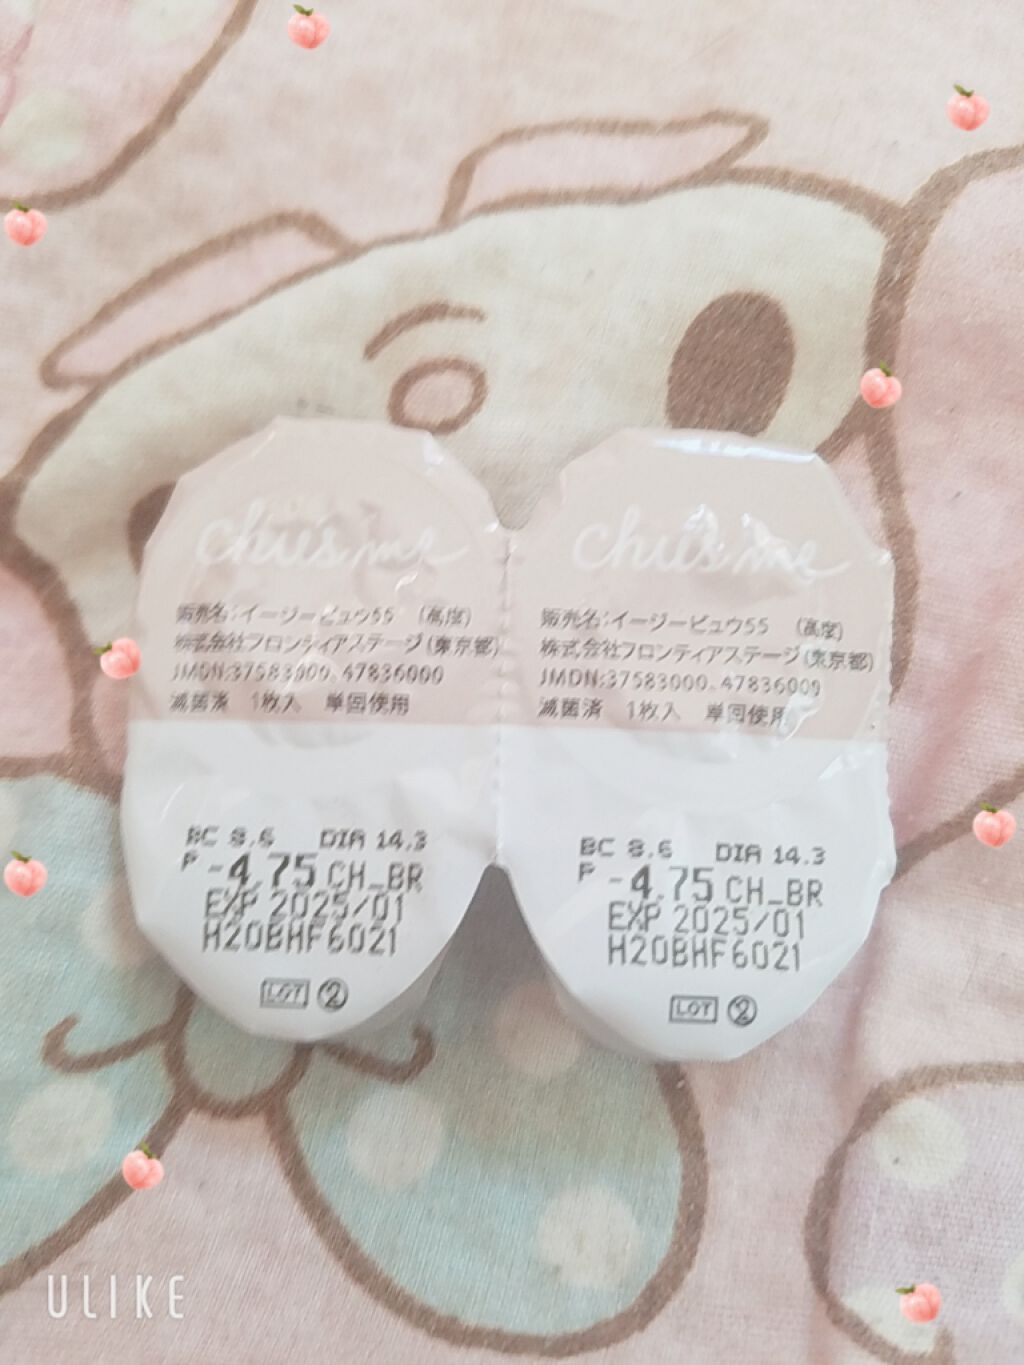 chu's me
販売名:イージービュウ55 (高度)
株式会社フロンティアステージ(東京都)
JMDN:37583000、47836000
滅菌済 1枚入 単回使用
BC 8.6 DIA 14.3
P -4.75 CH_BR
EXP 2025/01
H20BHF6021
LOT ②
chu's me
販売名:イージービュウ55 (高度)
株式会社フロンティアステージ(東京都)
JMDN:37583000、47836000
滅菌済 1枚入 単回使用
BC 8.6 DIA 14.3
P -4.75 CH_BR
EXP 2025/01
H20BHF6021
LOT ②
ULIKE